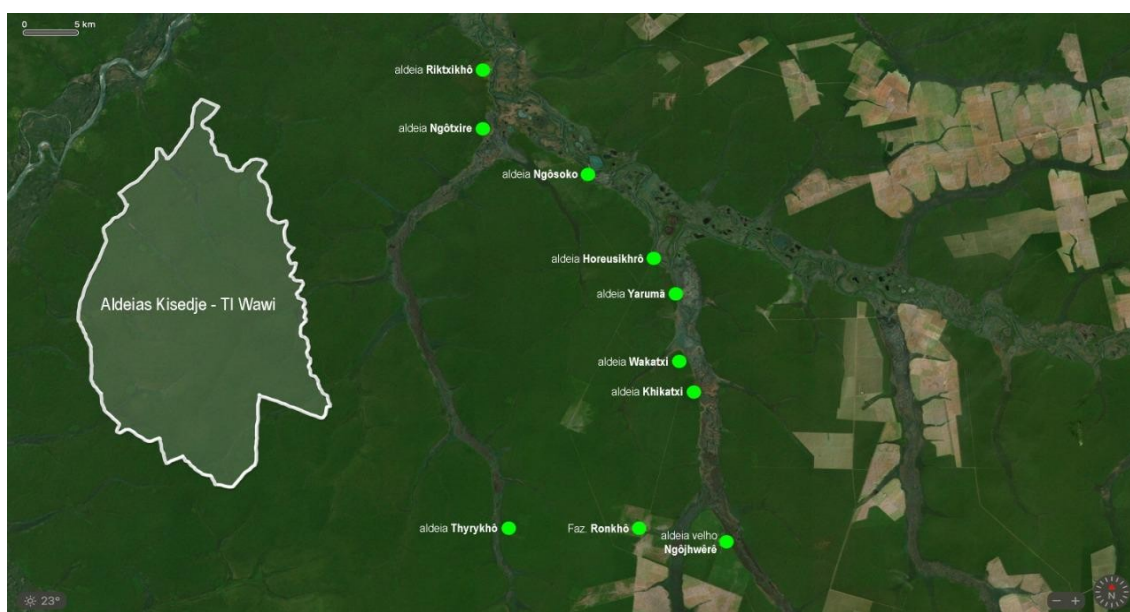 0 5 km
aldeia Riktxikhô
aldeia Ngôtxire
aldeia Ngôsoko
aldeia Horeusikhrô
Aldeias Kisedje - TI Wawi
aldeia Yarumã
aldeia Wakatxi
aldeia Khikatxi
aldeia Thyrykhô
Faz. Ronkhô
aldeia velho
Ngôjhwêrê
23°
− +
N